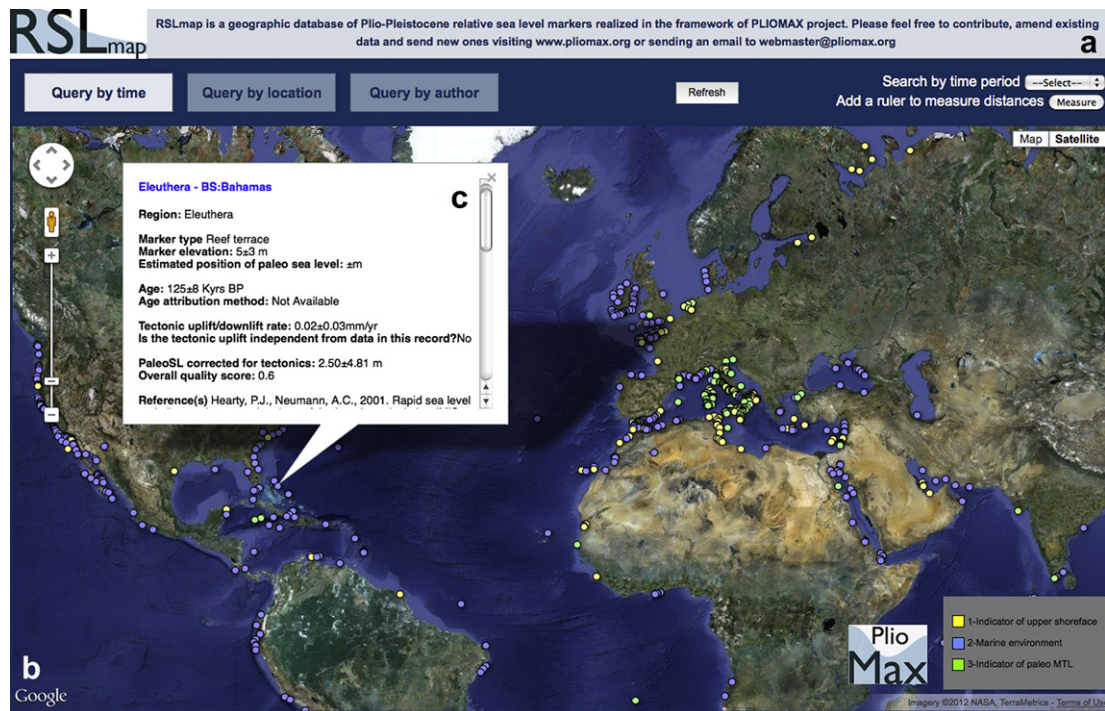 RSLmap
RSLmap is a geographic database of Plio-Pleistocene relative sea level markers realized in the framework of PLIOMAX project. Please feel free to contribute, amend existing
data and send new ones visiting www.pliomax.org or sending an email to webmaster@pliomax.org
a
Query by time
Query by location
Query by author
Refresh
Search by time period --Select--
Add a ruler to measure distances Measure
Map Satellite
c
Eleuthera - BS:Bahamas
Region: Eleuthera
Marker type Reef terrace
Marker elevation: 5±3 m
Estimated position of paleo sea level: ±m
Age: 125±8 Kyrs BP
Age attribution method: Not Available
Tectonic uplift/downlift rate: 0.02±0.03mm/yr
Is the tectonic uplift independent from data in this record?No
PaleoSL corrected for tectonics: 2.50±4.81 m
Overall quality score: 0.6
Reference(s) Hearty, P.J., Neumann, A.C., 2001. Rapid sea level
Plio
Max
1-Indicator of upper shoreface
2-Marine environment
3-Indicator of paleo MTL
b
Google
Imagery ©2012 NASA, TerraMetrics - Terms of Use